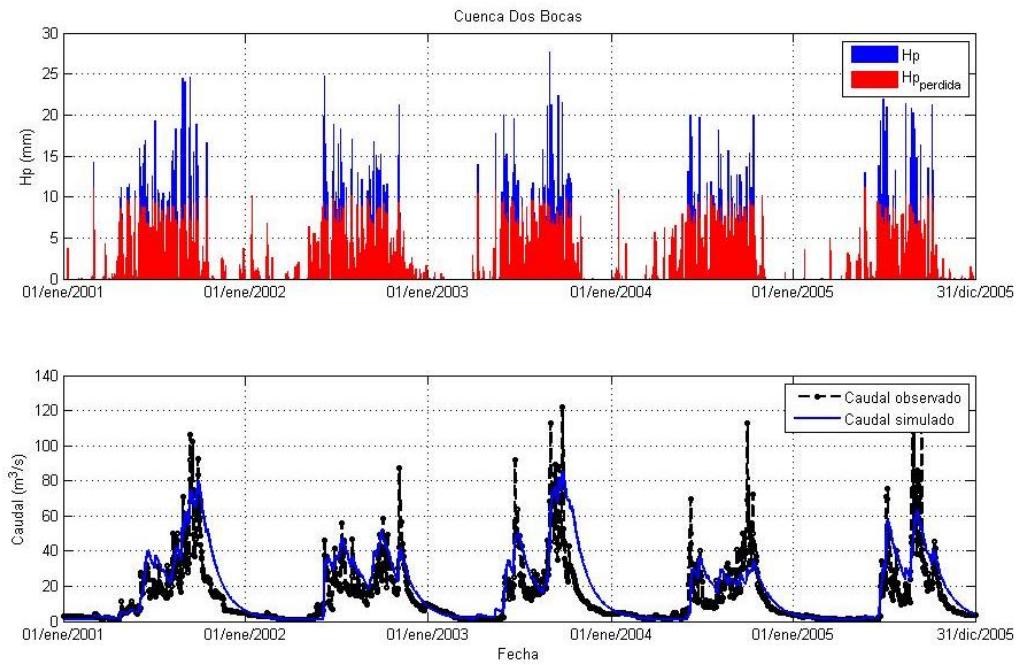 Cuenca Dos Bocas
30
25
20
15
10
5
0
Hp (mm)
Hp
Hp_perdida
01/ene/2001
01/ene/2002
01/ene/2003
01/ene/2004
01/ene/2005
31/dic/2005
140
120
100
80
60
40
20
0
Caudal (m³/s)
Caudal observado
Caudal simulado
01/ene/2001
01/ene/2002
01/ene/2003
01/ene/2004
01/ene/2005
31/dic/2005
Fecha